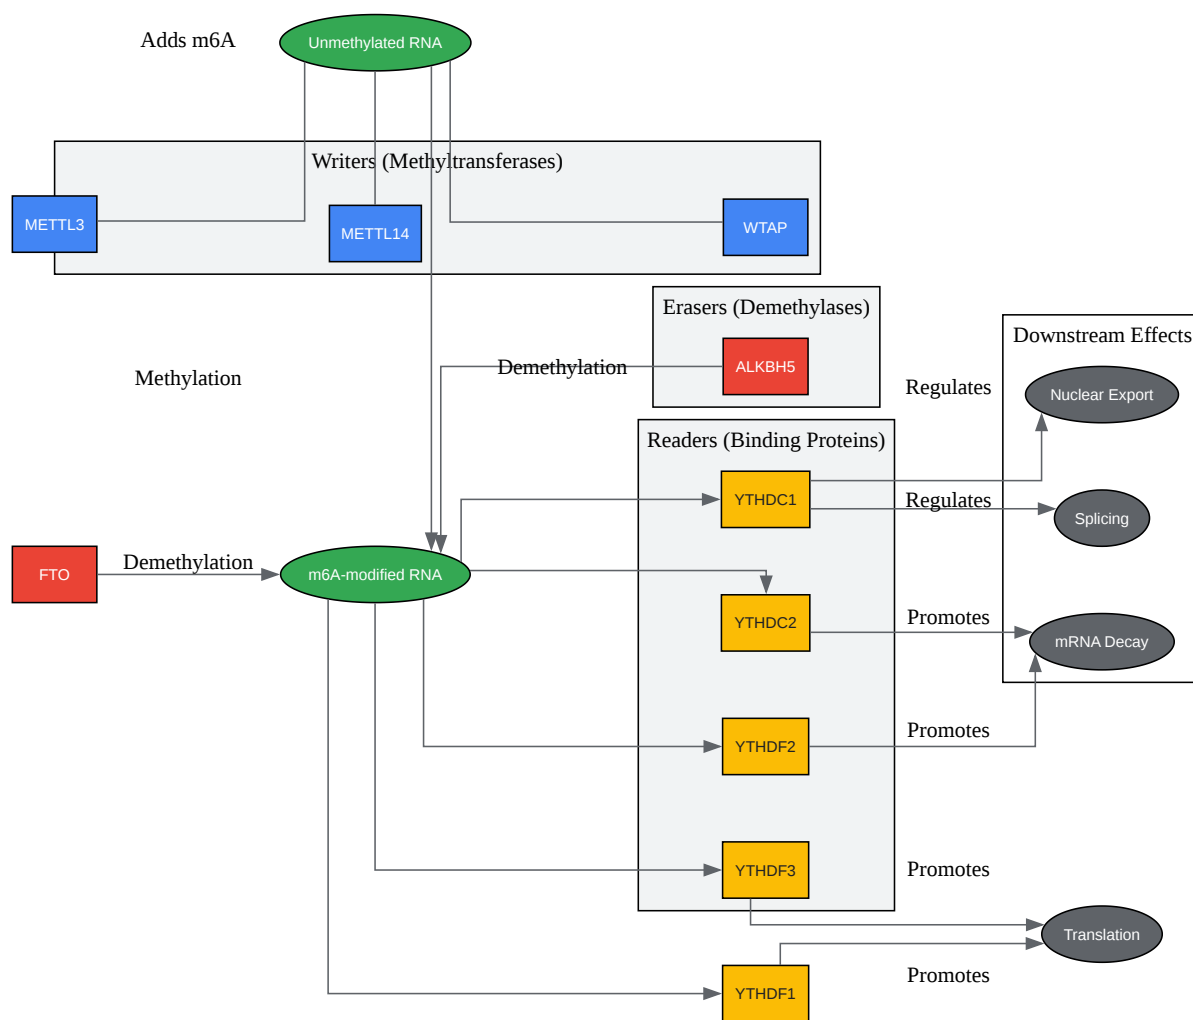 Adds m6A
Unmethylated RNA
Writers (Methyltransferases)
METTL3
METTL14
WTAP
Erasers (Demethylases)
Downstream Effects
Methylation
Demethylation
ALKBH5
Regulates
Nuclear Export
Readers (Binding Proteins)
YTHDC1
Regulates
Splicing
FTO
Demethylation
m6A-modified RNA
YTHDC2
Promotes
mRNA Decay
YTHDF2
Promotes
YTHDF3
Promotes
Translation
YTHDF1
Promotes